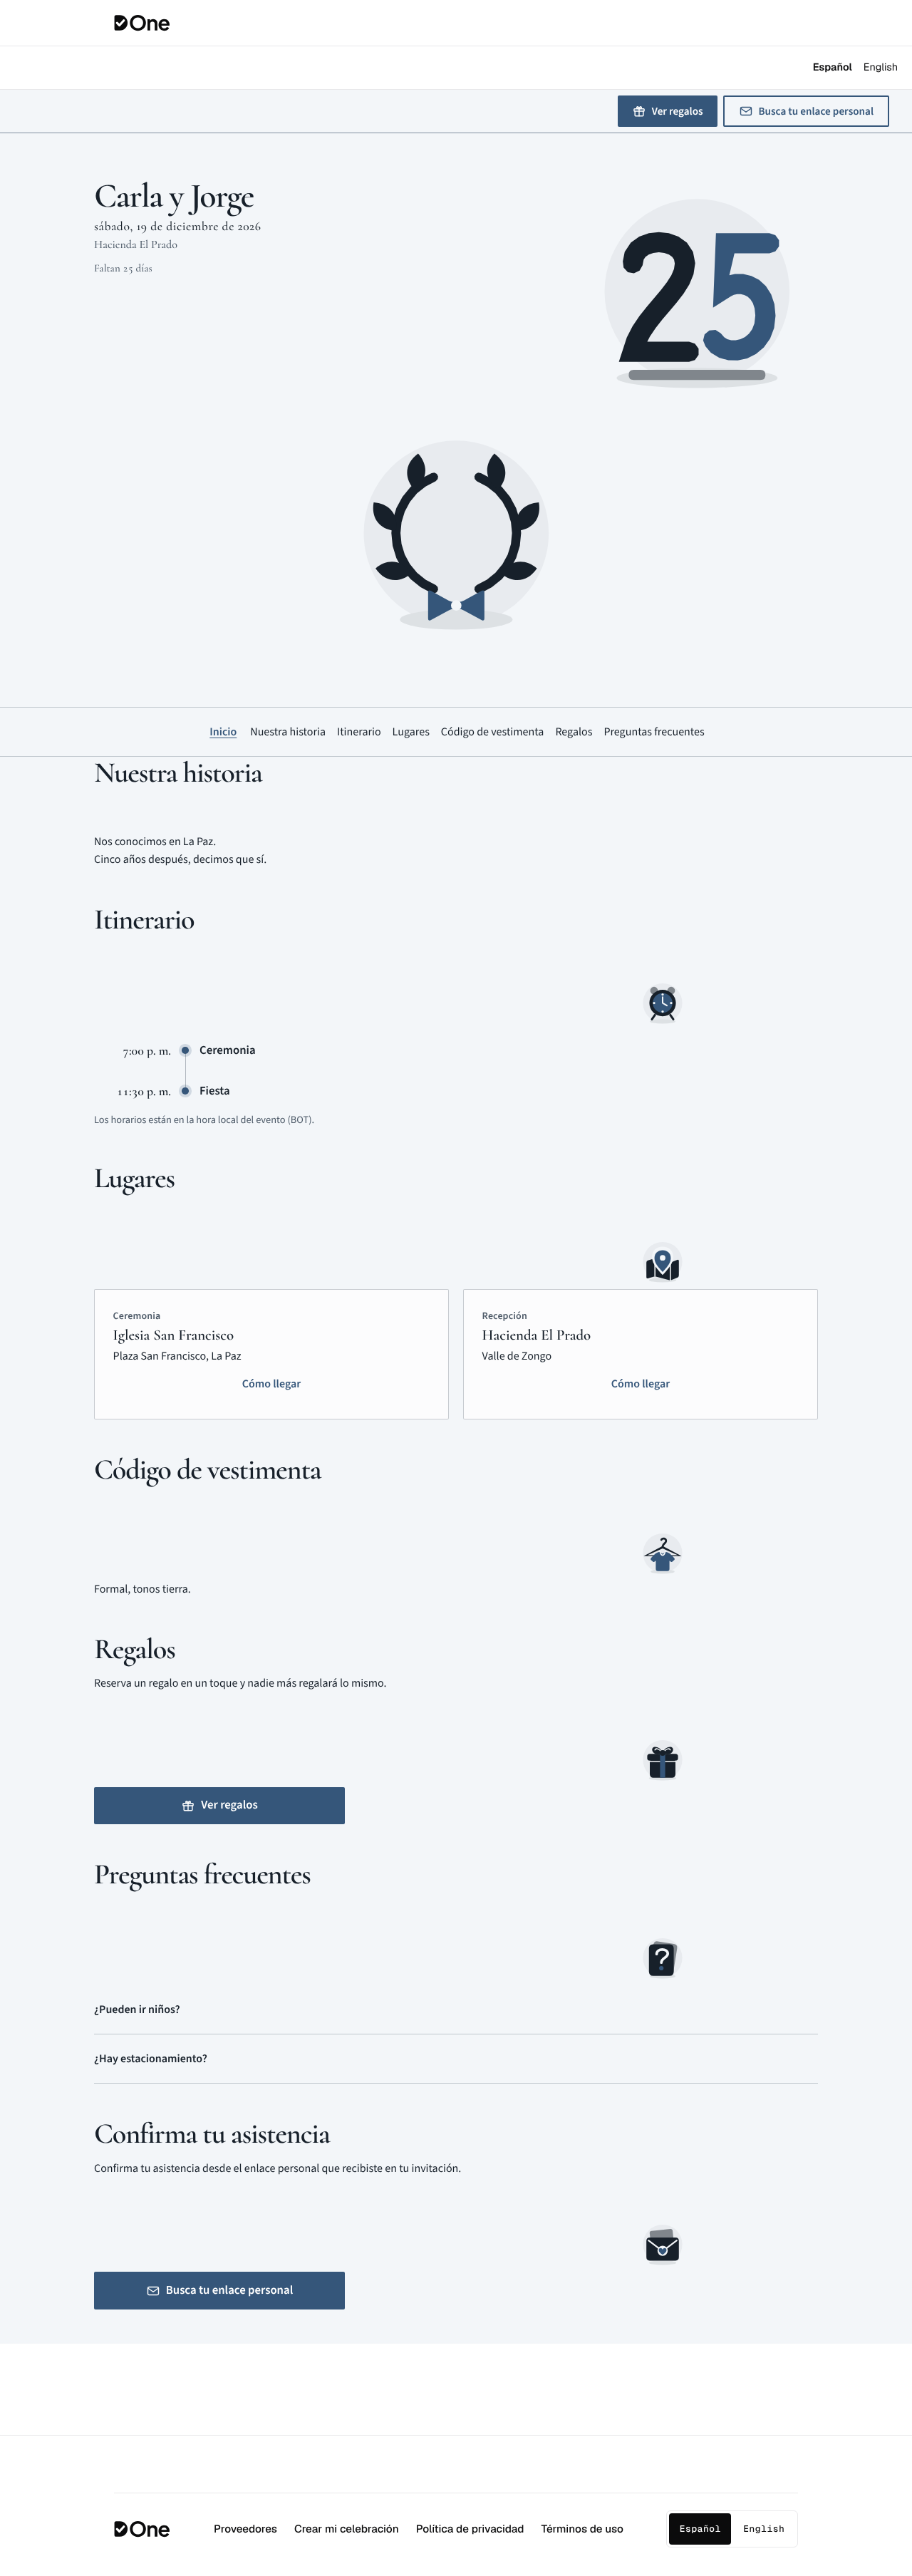 One
Español English
Ver regalos Busca tu enlace personal
Carla y Jorge
sábado, 19 de diciembre de 2026
Hacienda El Prado
Faltan 25 días
25
Inicio Nuestra historia Itinerario Lugares Código de vestimenta Regalos Preguntas frecuentes
Nuestra historia
Nos conocimos en La Paz.
Cinco años después, decimos que sí.
Itinerario
7:00 p. m. Ceremonia
11:30 p. m. Fiesta
Los horarios están en la hora local del evento (BOT).
Lugares
Ceremonia
Iglesia San Francisco
Plaza San Francisco, La Paz
Cómo llegar
Recepción
Hacienda El Prado
Valle de Zongo
Cómo llegar
Código de vestimenta
Formal, tonos tierra.
Regalos
Reserva un regalo en un toque y nadie más regalará lo mismo.
Ver regalos
Preguntas frecuentes
?
¿Pueden ir niños?
¿Hay estacionamiento?
Confirma tu asistencia
Confirma tu asistencia desde el enlace personal que recibiste en tu invitación.
Busca tu enlace personal
One Proveedores Crear mi celebración Política de privacidad Términos de uso Español English